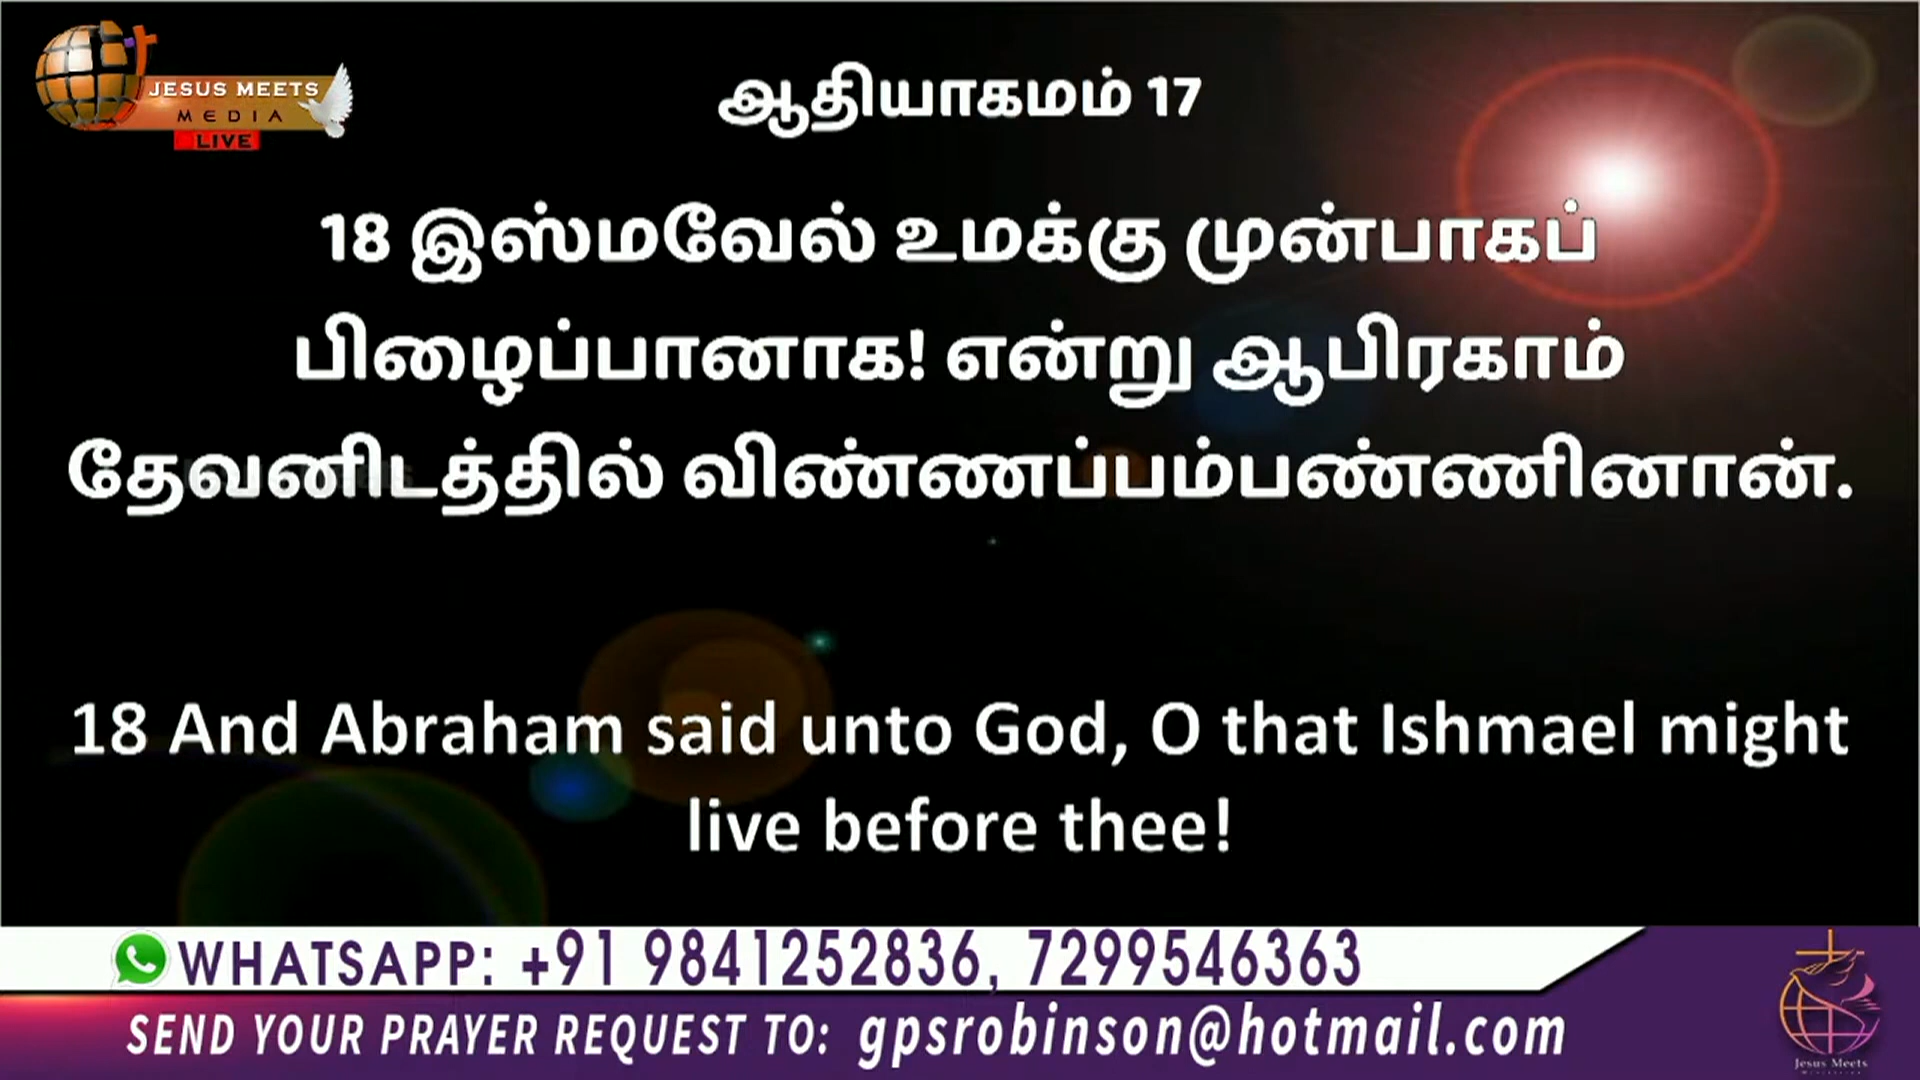 JESUS MEETS
MEDIA
LIVE
ஆதியாகமம் 17
18 இஸ்மவேல் உமக்கு முன்பாகப்
பிழைப்பானாக! என்று ஆபிரகாம்
தேவனிடத்தில் விண்ணப்பம்பண்ணினான்.
18 And Abraham said unto God, O that Ishmael might
live before thee!
WHATSAPP: +91 9841252836, 7299546363
SEND YOUR PRAYER REQUEST TO: gpsrobinson@hotmail.com
Jesus Meets